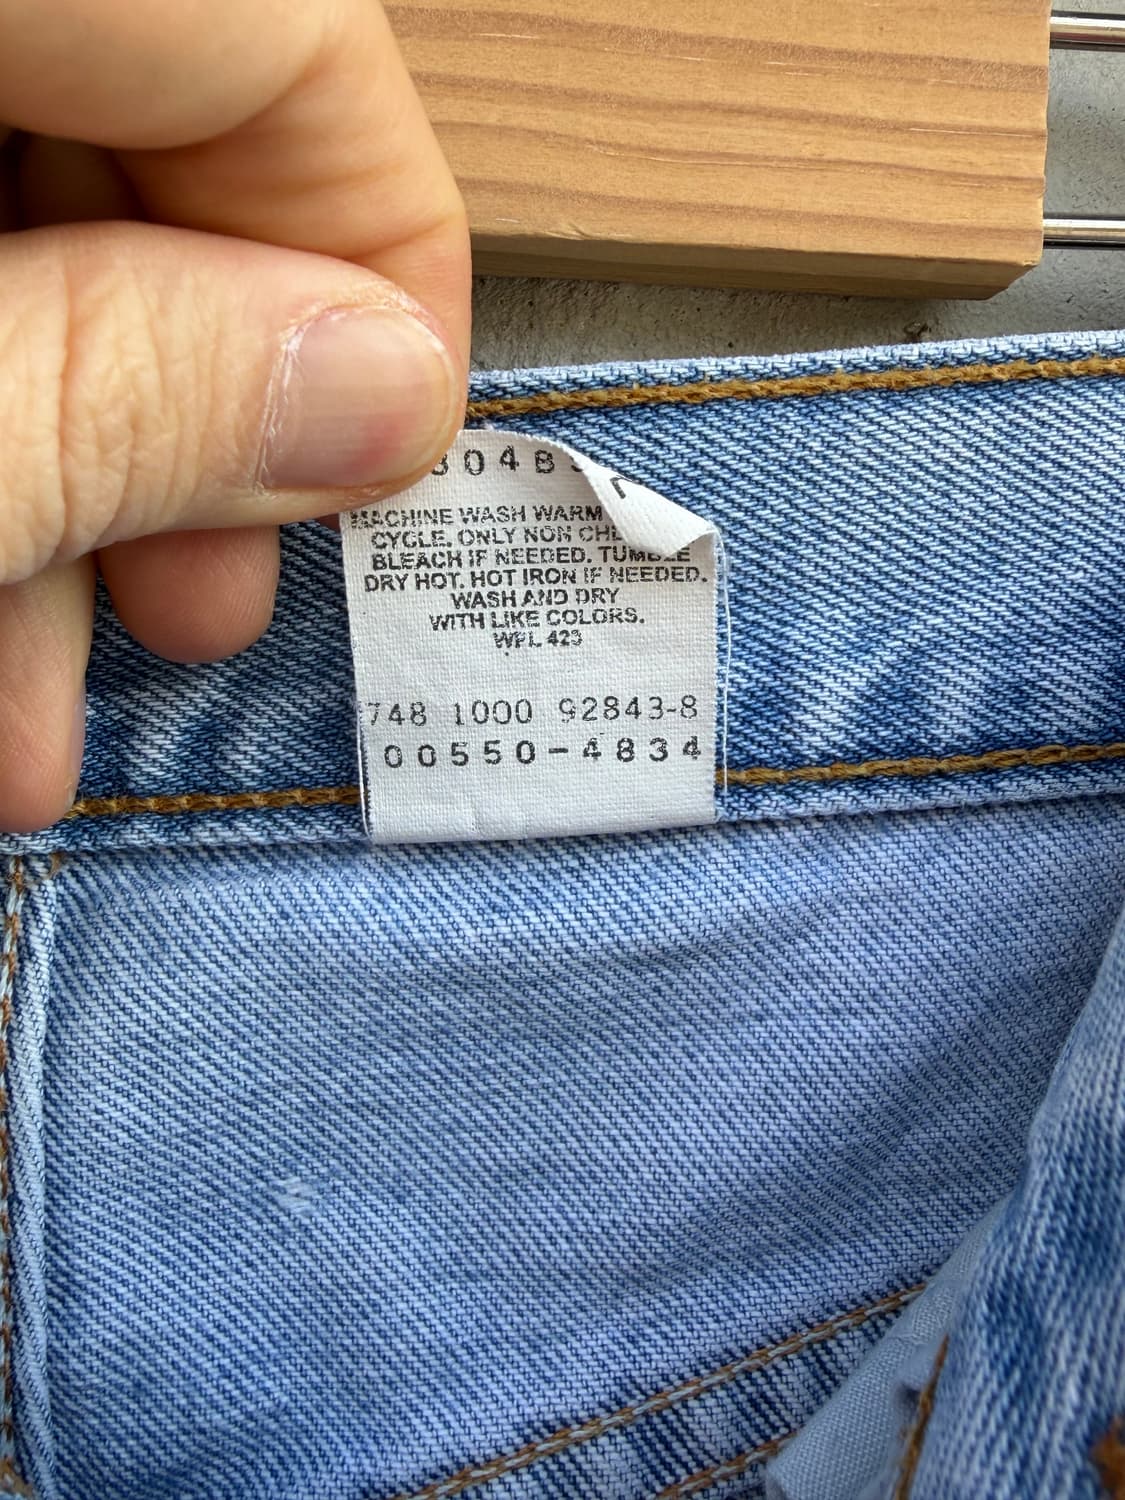 304B
MACHINE WASH WARM
CYCLE. ONLY NON CHL
BLEACH IF NEEDED. TUMBLE
DRY HOT. HOT IRON IF NEEDED.
WASH AND DRY
WITH LIKE COLORS.
WPL 423
748 1000 92843-8
00550-4834